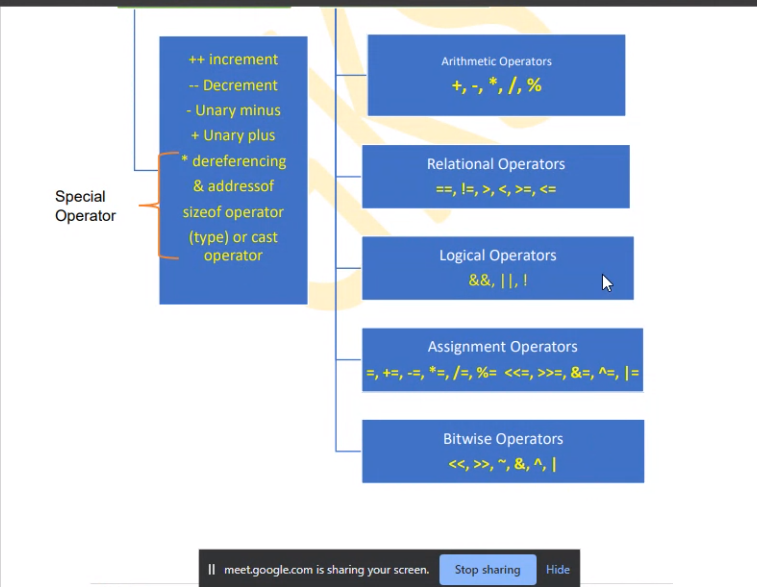 ++ increment
-- Decrement
- Unary minus
+ Unary plus
* dereferencing
& addressof
sizeof operator
(type) or cast
operator
Special
Operator
Arithmetic Operators
+, -, *, /, %
Relational Operators
==, !=, >, <, >=, <=
Logical Operators
&&, ||, !
Assignment Operators
=, +=, -=, *=, /=, %= <<=, >>=, &=, ^=, |=
Bitwise Operators
<<, >>, ~, &, ^, |
meet.google.com is sharing your screen.
Stop sharing
Hide